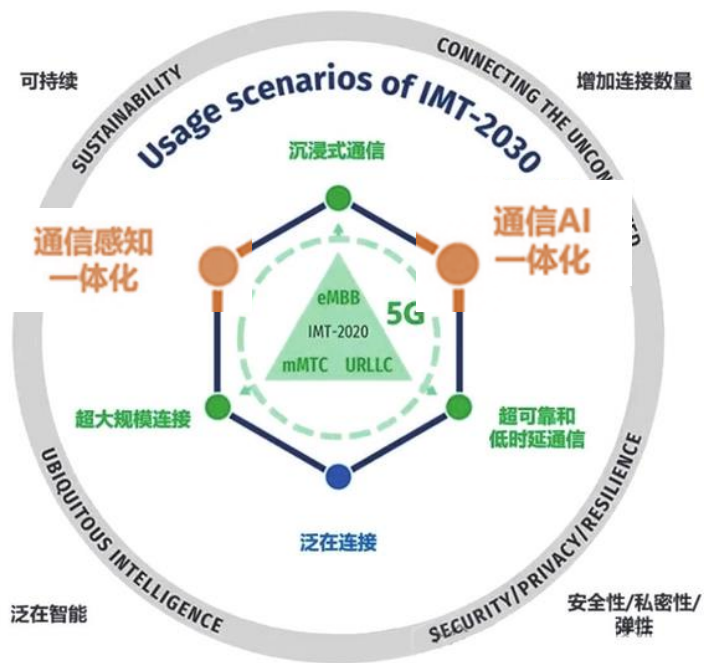 可持续
增加连接数量
SUSTAINABILITY
CONNECTING THE UNCON
Usage scenarios of IMT-2030
沉浸式通信
通信感知
一体化
通信AI
一体化
eMBB
5G
IMT-2020
mMTC URLLC
超大规模连接
超可靠和
低时延通信
泛在连接
UBIQUITOUS INTELLIGENCE
SECURITY/PRIVACY/RESILIENCE
泛在智能
安全性/私密性/
弹性